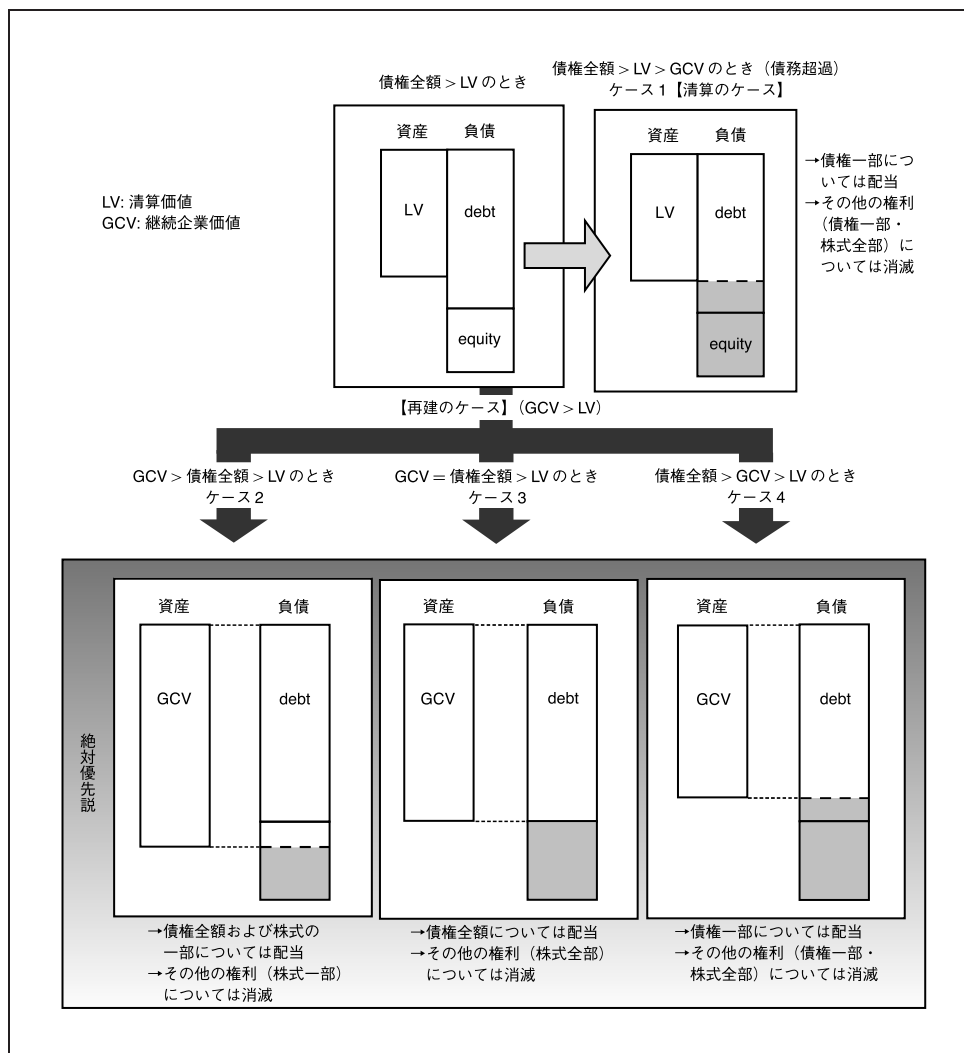 債権全額＞LVのとき
債権全額＞LV＞GCVのとき（債務超過）
ケース1【清算のケース】
資産
負債
LV
debt
equity
資産
負債
LV
debt
equity
→債権一部につ
いては配当
→その他の権利
（債権一部・
株式全部）に
ついては消滅
LV: 清算価値
GCV: 継続企業価値
【再建のケース】（GCV＞LV）
GCV＞債権全額＞LVのとき
ケース2
GCV＝債権全額＞LVのとき
ケース3
債権全額＞GCV＞LVのとき
ケース4
絶対優先説
資産
負債
GCV
debt
→債権全額および株式の
一部については配当
→その他の権利（株式一部）
については消滅
資産
負債
GCV
debt
→債権全額については配当
→その他の権利（株式全部）
については消滅
資産
負債
GCV
debt
→債権一部については配当
→その他の権利（債権一部・
株式全部）については消滅